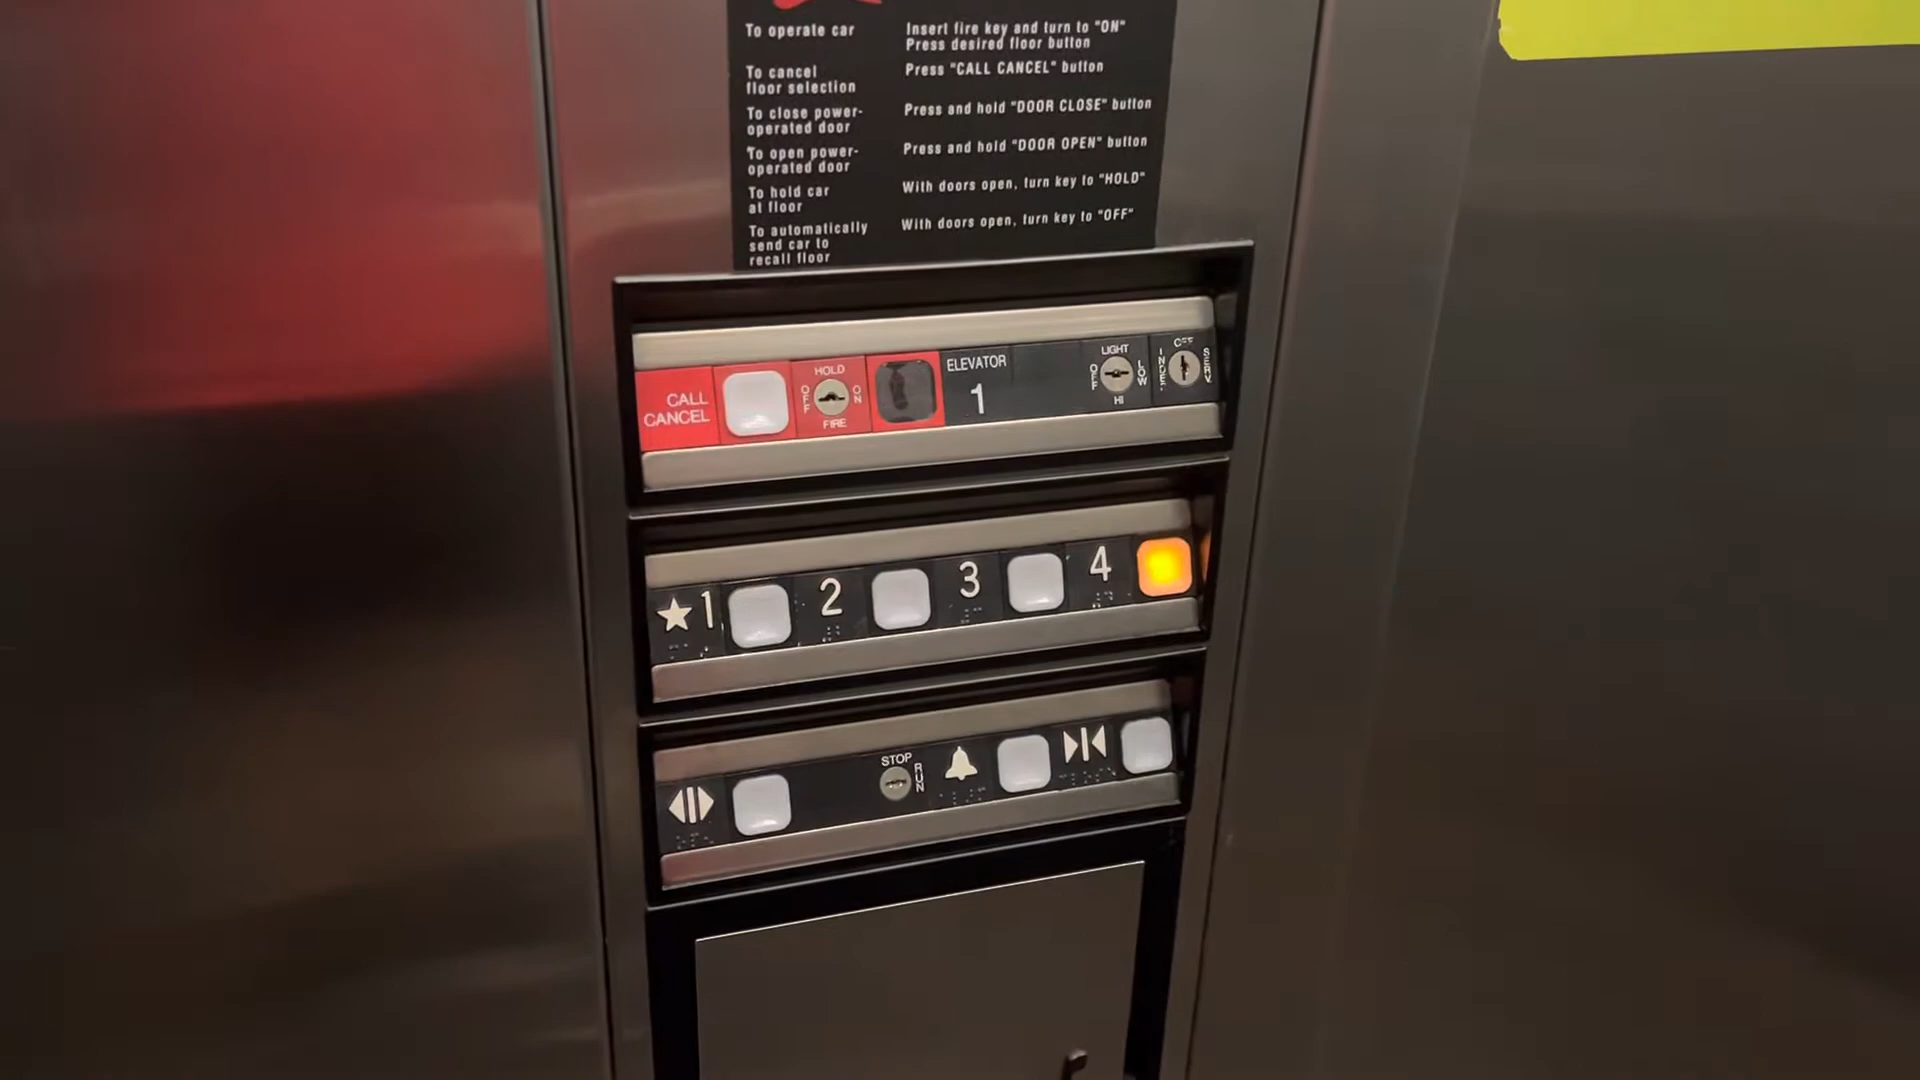 To operate car
Insert fire key and turn to "ON"
Press desired floor button
To cancel
floor selection
Press "CALL CANCEL" button
To close power-
operated door
Press and hold "DOOR CLOSE" button
To open power-
operated door
Press and hold "DOOR OPEN" button
To hold car
at floor
With doors open, turn key to "HOLD"
To automatically
send car to
recall floor
With doors open, turn key to "OFF"
CALL
CANCEL
HOLD
OFF
ON
FIRE
ELEVATOR
1
LIGHT
OFF
LOW
HI
OFF
INDEP.
SERV
★1
2
3
4
STOP
RUN